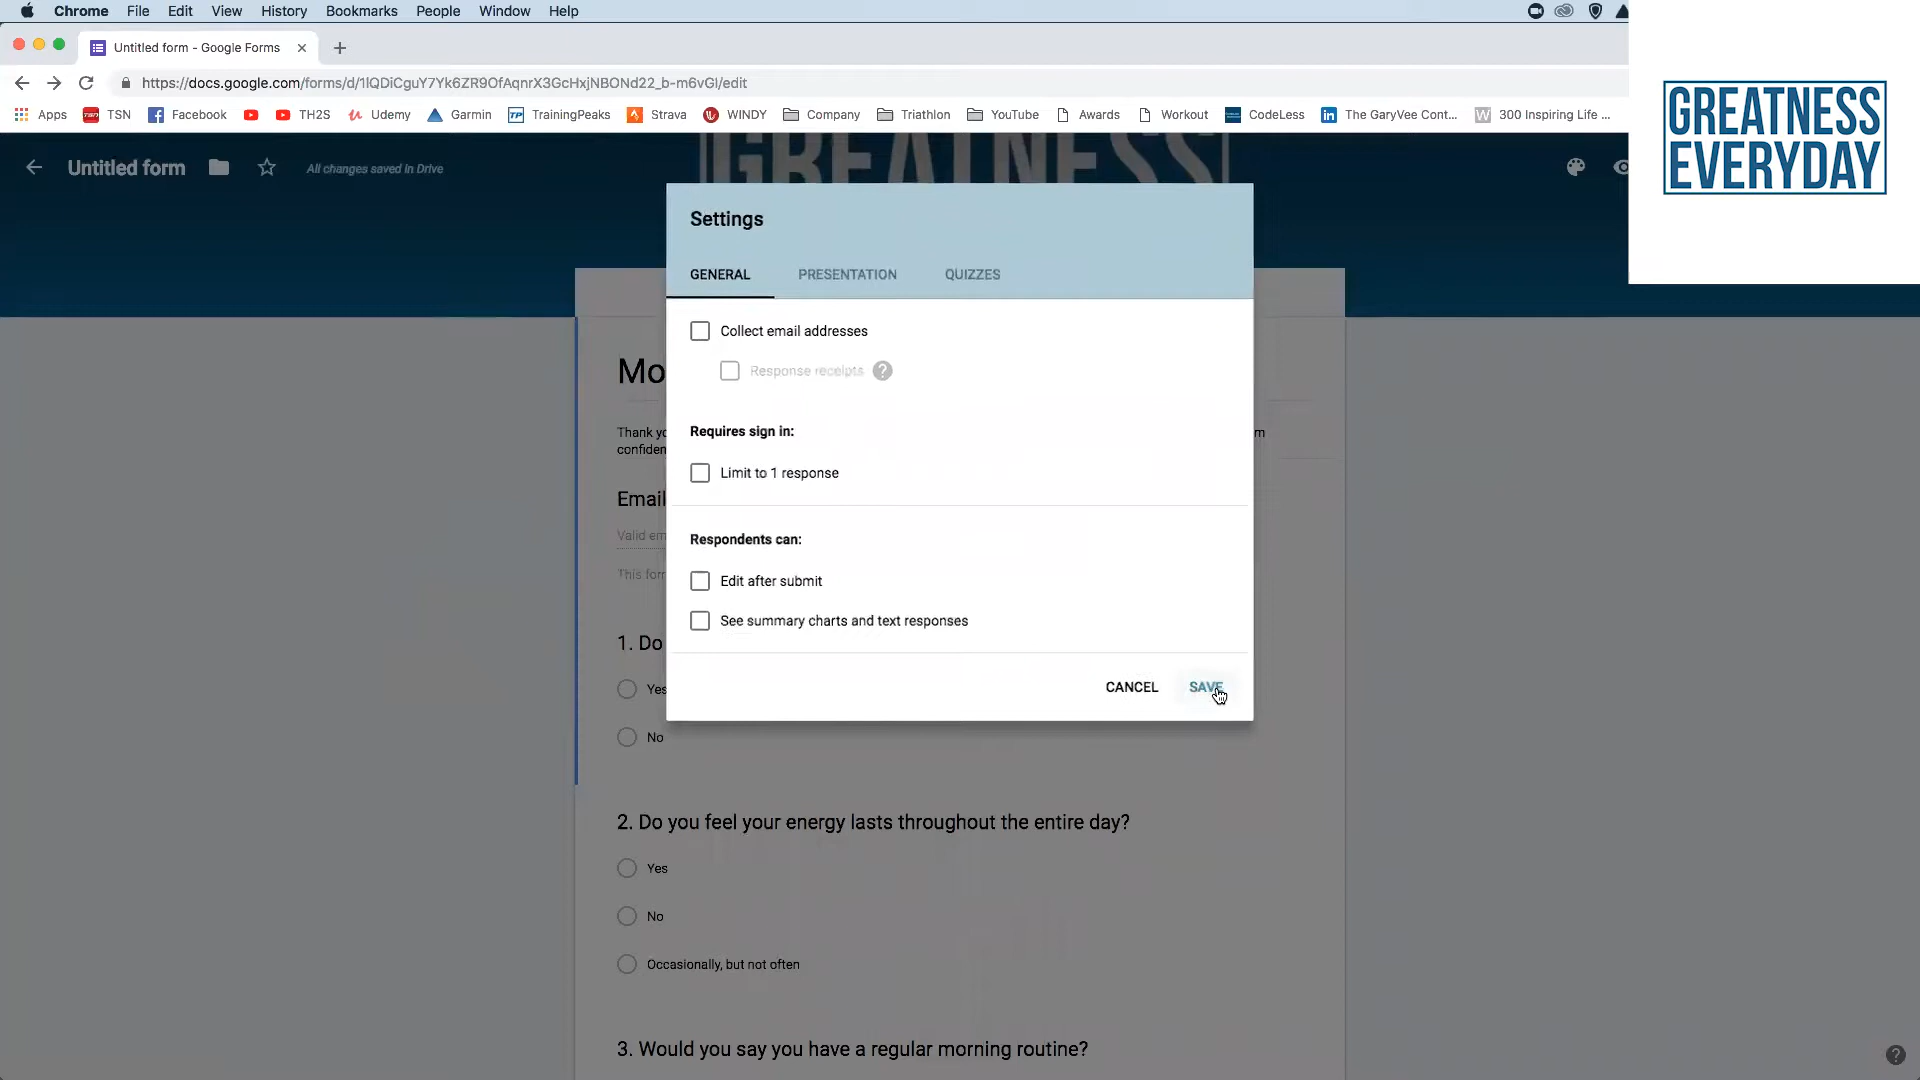 Chrome File Edit View History Bookmarks People Window Help
Untitled form - Google Forms
https://docs.google.com/forms/d/1lQDiCguY7Yk6ZR9OfAqnrX3GcHxjNBONd22_b-m6vGI/edit
Apps TSN Facebook TH2S Udemy Garmin TrainingPeaks Strava WINDY Company Triathlon YouTube Awards Workout CodeLess The GaryVee Cont... 300 Inspiring Life ...
GREATNESS
EVERYDAY
Untitled form All changes saved in Drive
GREATNESS
Settings
GENERAL PRESENTATION QUIZZES
Collect email addresses
Response receipts ?
Requires sign in:
Limit to 1 response
Respondents can:
Edit after submit
See summary charts and text responses
CANCEL SAVE
Mo
Thank yo
confiden
Email
Valid em
This for
1. Do
Yes
No
2. Do you feel your energy lasts throughout the entire day?
Yes
No
Occasionally, but not often
3. Would you say you have a regular morning routine?